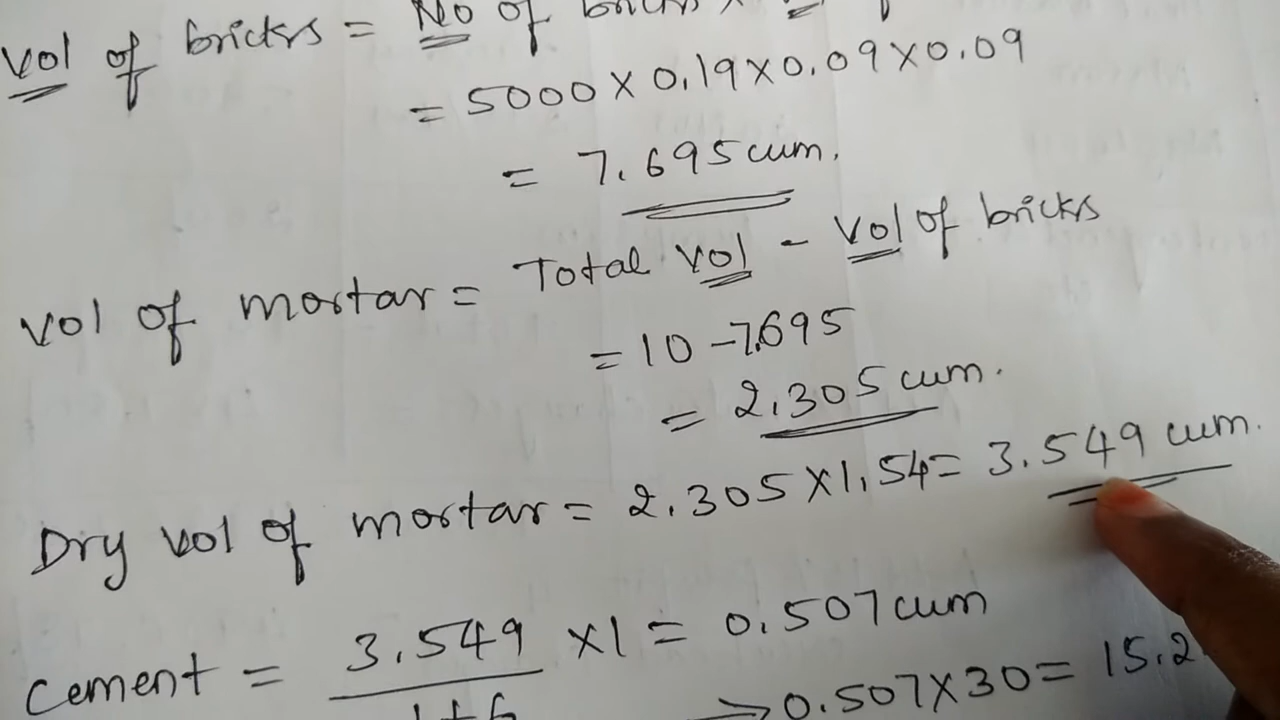 Vol of bricks = No of bricks ×
= 5000 × 0.19 × 0.09 × 0.09
= 7.695 cum.
Vol of mortar = Total vol - vol of bricks
= 10 - 7.695
= 2.305 cum.
Dry vol of mortar = 2.305 × 1.54 = 3.549 cum.
Cement = 3.549 / 1+6 × 1 = 0.507 cum
→ 0.507 × 30 = 15.2